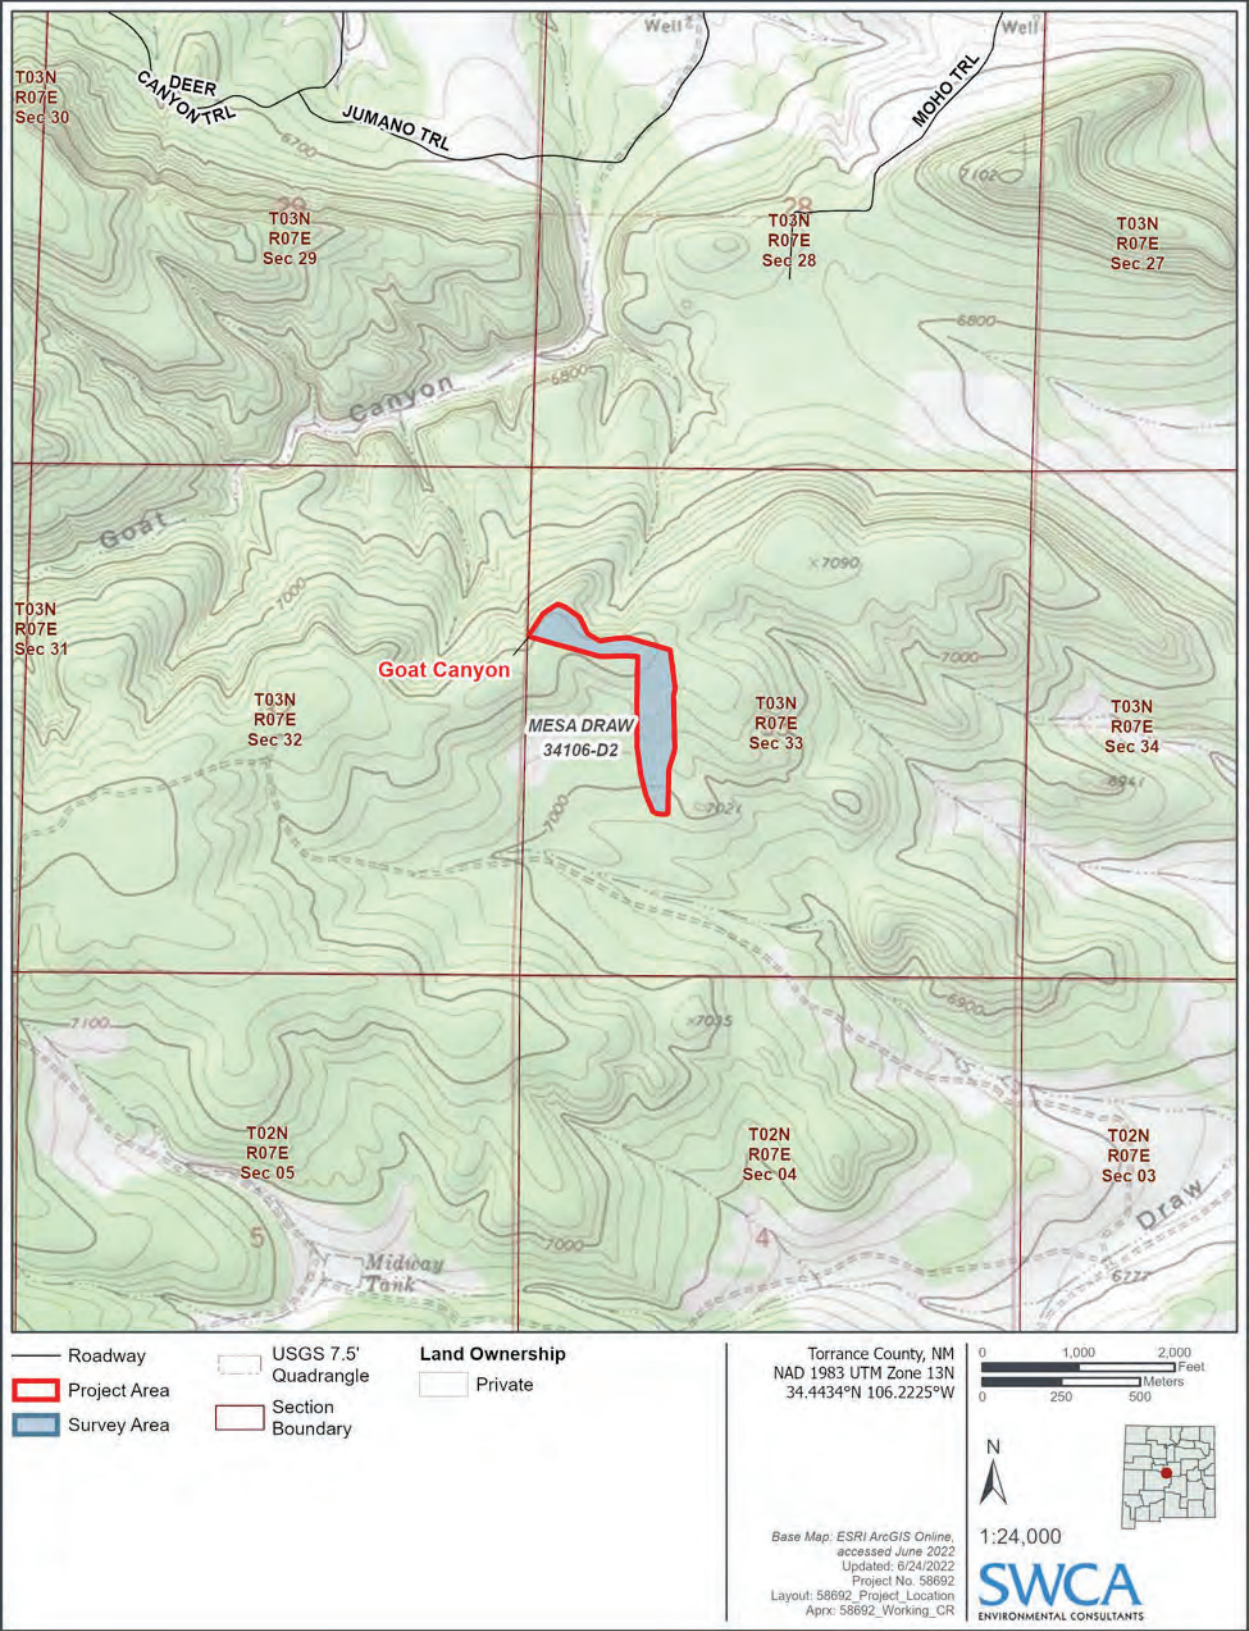 Well
Well
T03N
R07E
Sec 30
DEER
CANYON TRL
JUMANO TRL
MOHO TRL
6700
7102
29
T03N
R07E
Sec 29
28
T03N
R07E
Sec 28
T03N
R07E
Sec 27
6800
6800
Goat Canyon
7090
7000
T03N
R07E
Sec 31
Goat Canyon
7000
T03N
R07E
Sec 32
MESA DRAW
34106-D2
T03N
R07E
Sec 33
T03N
R07E
Sec 34
6941
7000
7021
6900
7100
×7035
T02N
R07E
Sec 05
T02N
R07E
Sec 04
T02N
R07E
Sec 03
Draw
5
4
7000
Midway
Tank
6777
Roadway
Project Area
Survey Area
USGS 7.5'
Quadrangle
Section
Boundary
Land Ownership
Private
Torrance County, NM
NAD 1983 UTM Zone 13N
34.4434°N 106.2225°W
Base Map: ESRI ArcGIS Online,
accessed June 2022
Updated: 6/24/2022
Project No. 58692
Layout: 58692_Project_Location
Aprx: 58692_Working_CR
0 1,000 2,000
Feet
Meters
0 250 500
N
1:24,000
SWCA
ENVIRONMENTAL CONSULTANTS